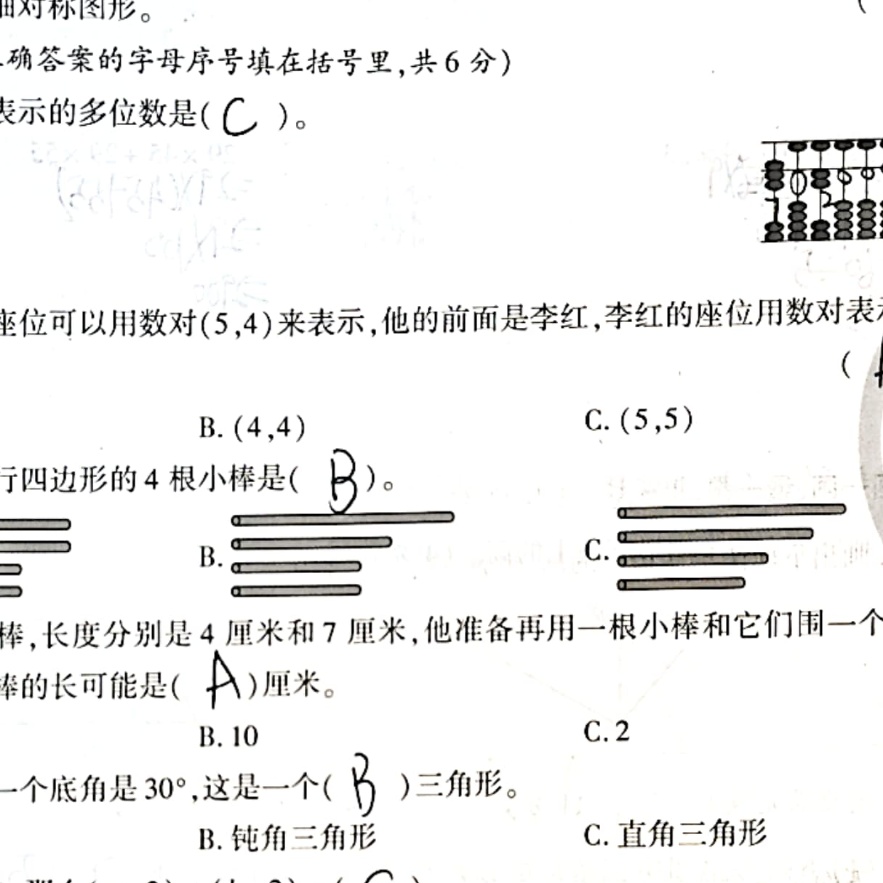 轴对称图形。
确答案的字母序号填在括号里,共6分)
表示的多位数是( C )。
座位可以用数对(5,4)来表示,他的前面是李红,李红的座位用数对表示
(
B. (4,4) C. (5,5)
行四边形的4根小棒是( B )。
B. C.
棒,长度分别是4厘米和7厘米,他准备再用一根小棒和它们围一个
棒的长可能是( A )厘米。
B. 10 C. 2
一个底角是30°,这是一个( B )三角形。
B. 钝角三角形 C. 直角三角形